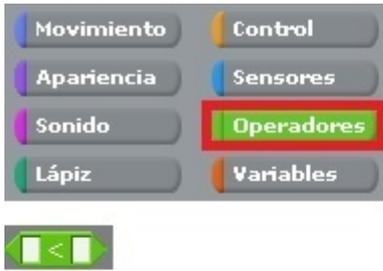 Movimiento Control
Apariencia Sensores
Sonido Operadores
Lápiz Variables
<